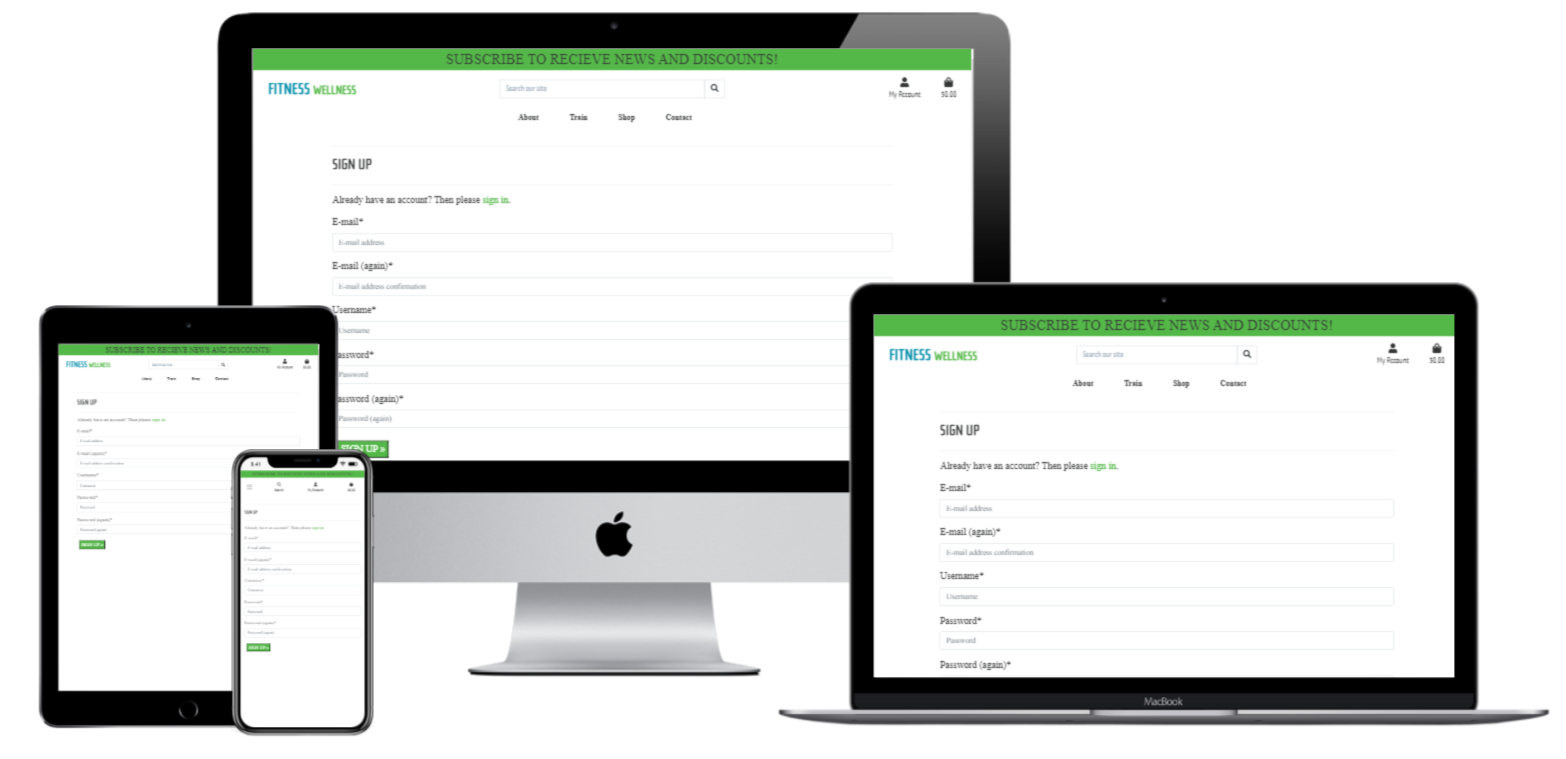 SUBSCRIBE TO RECIEVE NEWS AND DISCOUNTS!
FITNESS WELLNESS
Search our site
My Account
$0.00
About Train Shop Contact
SIGN UP
Already have an account? Then please sign in.
E-mail*
E-mail address
E-mail (again)*
E-mail address confirmation
Username*
Username
assword*
Password
assword (again)*
Password (again)
SIGN UP »
SUBSCRIBE TO RECIEVE NEWS AND DISCOUNTS!
FITNESS WELLNESS
My Account $0.00
About Train Shop Contact
SIGN UP
Already have an account? Then please sign in.
E-mail*
E-mail address
E-mail (again)*
E-mail address confirmation
Username*
Username
Password*
Password
Password (again)*
Password (again)
SIGN UP »
Search My Account $0.00
SIGN UP
Already have an account? Then please sign in.
E-mail*
E-mail address
E-mail (again)*
E-mail address confirmation
Username*
Username
Password*
Password
Password (again)*
Password (again)
SIGN UP »
SUBSCRIBE TO RECIEVE NEWS AND DISCOUNTS!
FITNESS WELLNESS
Search our site
My Account
$0.00
About Train Shop Contact
SIGN UP
Already have an account? Then please sign in.
E-mail*
E-mail address
E-mail (again)*
E-mail address confirmation
Username*
Username
Password*
Password
Password (again)*
MacBook